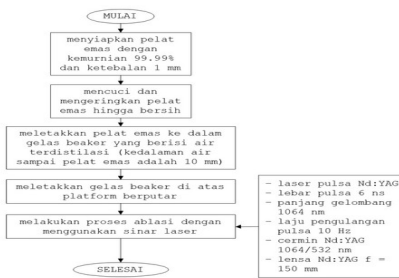 MULAI
menyiapkan pelat
emas dengan
kemurnian 99.99%
dan ketebalan 1 mm
mencuci dan
mengeringkan pelat
emas hingga bersih
meletakkan pelat emas ke dalam
gelas beaker yang berisi air
terdistilasi (kedalaman air
sampai pelat emas adalah 10 mm)
meletakkan gelas beaker di atas
platform berputar
melakukan proses ablasi dengan
menggunakan sinar laser
SELESAI
- laser pulsa Nd:YAG
- lebar pulsa 6 ns
- panjang gelombang
1064 nm
- laju pengulangan
pulsa 10 Hz
- cermin Nd:YAG
1064/532 nm
- lensa Nd:YAG f =
150 mm